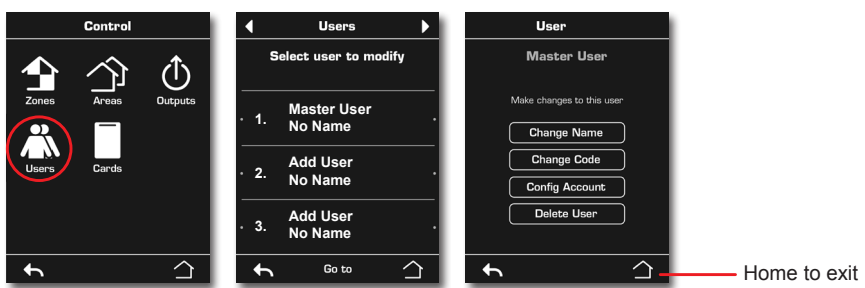 Control
Zones
Areas
Outputs
Users
Cards
Users
Select user to modify
1. Master User
No Name
2. Add User
No Name
3. Add User
No Name
Go to
User
Master User
Make changes to this user
Change Name
Change Code
Config Account
Delete User
Home to exit